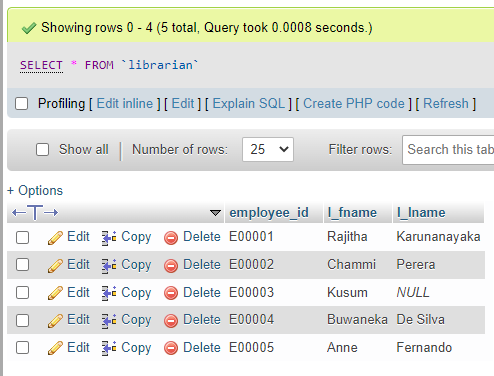 Showing rows 0 - 4 (5 total, Query took 0.0008 seconds.)
SELECT * FROM `librarian`
Profiling [ Edit inline ] [ Edit ] [ Explain SQL ] [ Create PHP code ] [ Refresh ]
Show all | Number of rows: 25 Filter rows: Search this tab
+ Options
employee_id l_fname l_lname
Edit Copy Delete E00001 Rajitha Karunanayaka
Edit Copy Delete E00002 Chammi Perera
Edit Copy Delete E00003 Kusum NULL
Edit Copy Delete E00004 Buwaneka De Silva
Edit Copy Delete E00005 Anne Fernando